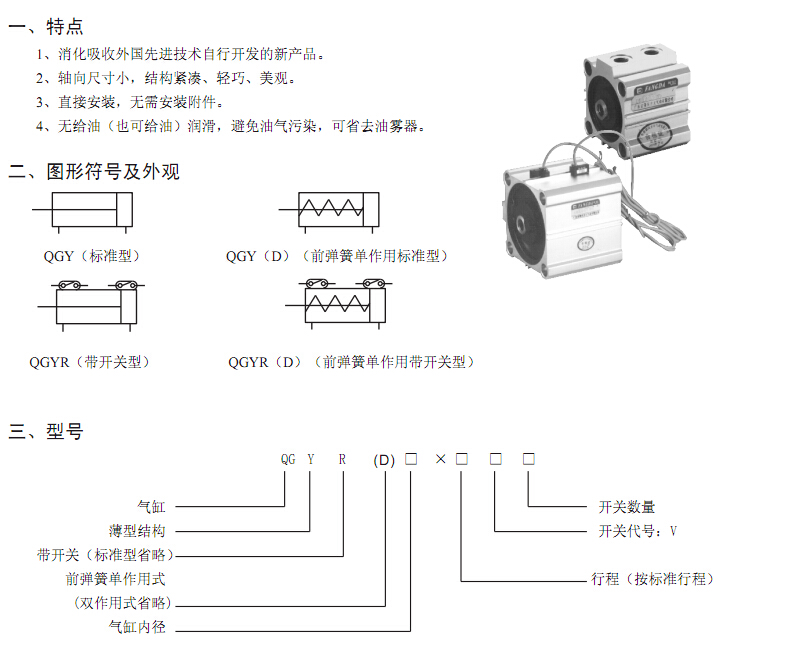 一、特点
1、消化吸收外国先进技术自行开发的新产品。
2、轴向尺寸小，结构紧凑、轻巧、美观。
3、直接安装，无需安装附件。
4、无给油（也可给油）润滑，避免油气污染，可省去油雾器。
二、图形符号及外观
QGY（标准型）
QGY（D）（前弹簧单作用标准型）
QGYR（带开关型）
QGYR（D）（前弹簧单作用带开关型）
三、型号
QG Y R (D) □ × □ □ □
气缸
开关数量
薄型结构
开关代号：V
带开关（标准型省略）
前弹簧单作用式
行程（按标准行程）
(双作用式省略)
气缸内径